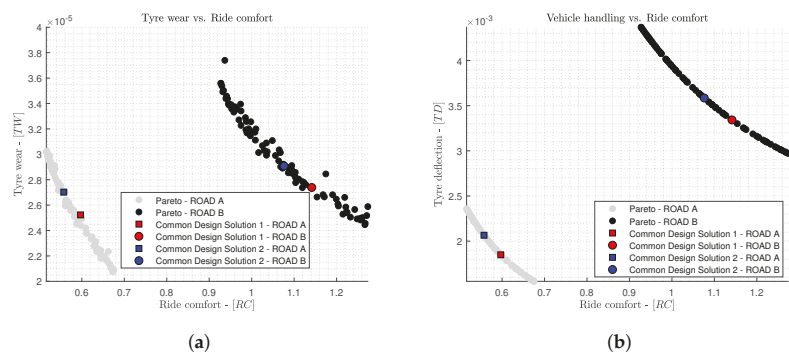 Tyre wear vs. Ride comfort
×10⁻⁵
4
3.8
3.6
3.4
3.2
3
2.8
2.6
2.4
2.2
2
Tyre wear - [TW]
0.6 0.7 0.8 0.9 1 1.1 1.2
Ride comfort - [RC]
Pareto - ROAD A
Pareto - ROAD B
Common Design Solution 1 - ROAD A
Common Design Solution 1 - ROAD B
Common Design Solution 2 - ROAD A
Common Design Solution 2 - ROAD B
(a)
Vehicle handling vs. Ride comfort
×10⁻³
4
3.5
3
2.5
2
Tyre deflection - [TD]
0.6 0.7 0.8 0.9 1 1.1 1.2
Ride comfort - [RC]
Pareto - ROAD A
Pareto - ROAD B
Common Design Solution 1 - ROAD A
Common Design Solution 1 - ROAD B
Common Design Solution 2 - ROAD A
Common Design Solution 2 - ROAD B
(b)